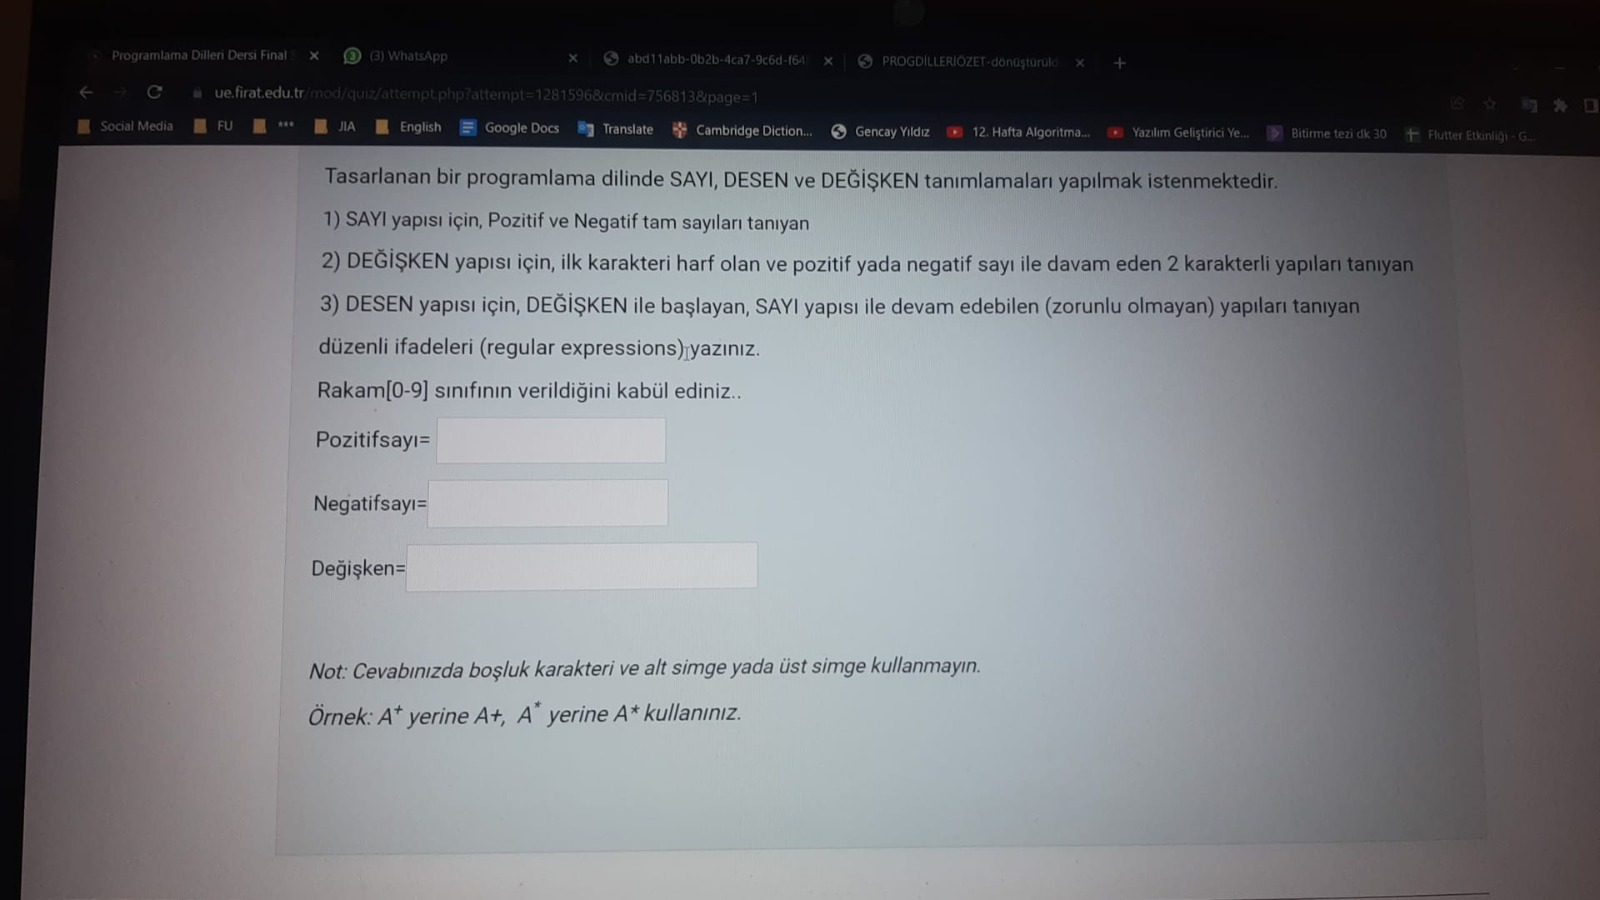 Programlama Dilleri Dersi Final
(3) WhatsApp
abd11abb-0b2b-4ca7-9c6d-f64
PROGDİLLERİÖZET-dönüştürüld
ue.firat.edu.tr/mod/quiz/attempt.php?attempt=1281596&cmid=756813&page=1
Social Media FU *** JIA English Google Docs Translate Cambridge Diction... Gencay Yıldız 12. Hafta Algoritma... Yazılım Geliştirici Ye... Bitirme tezi dk 30 Flutter Etkinliği - G...
Tasarlanan bir programlama dilinde SAYI, DESEN ve DEĞİŞKEN tanımlamaları yapılmak istenmektedir.
1) SAYI yapısı için, Pozitif ve Negatif tam sayıları tanıyan
2) DEĞİŞKEN yapısı için, ilk karakteri harf olan ve pozitif yada negatif sayı ile davam eden 2 karakterli yapıları tanıyan
3) DESEN yapısı için, DEĞİŞKEN ile başlayan, SAYI yapısı ile devam edebilen (zorunlu olmayan) yapıları tanıyan
düzenli ifadeleri (regular expressions) yazınız.
Rakam[0-9] sınıfının verildiğini kabül ediniz..
Pozitifsayı=
Negatifsayı=
Değişken=
Not: Cevabınızda boşluk karakteri ve alt simge yada üst simge kullanmayın.
Örnek: A⁺ yerine A+, A* yerine A* kullanınız.